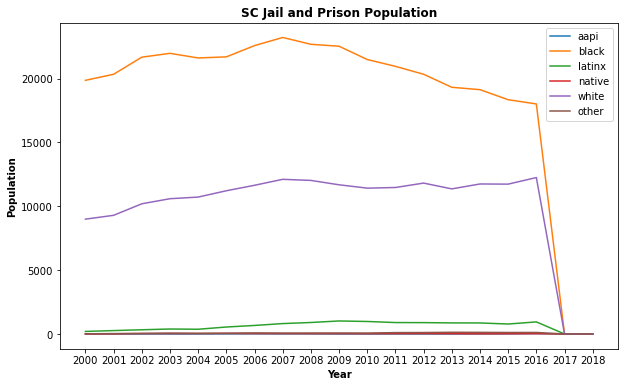 SC Jail and Prison Population
aapi
black
latinx
native
white
other
Population
20000
15000
10000
5000
0
2000 2001 2002 2003 2004 2005 2006 2007 2008 2009 2010 2011 2012 2013 2014 2015 2016 2017 2018
Year